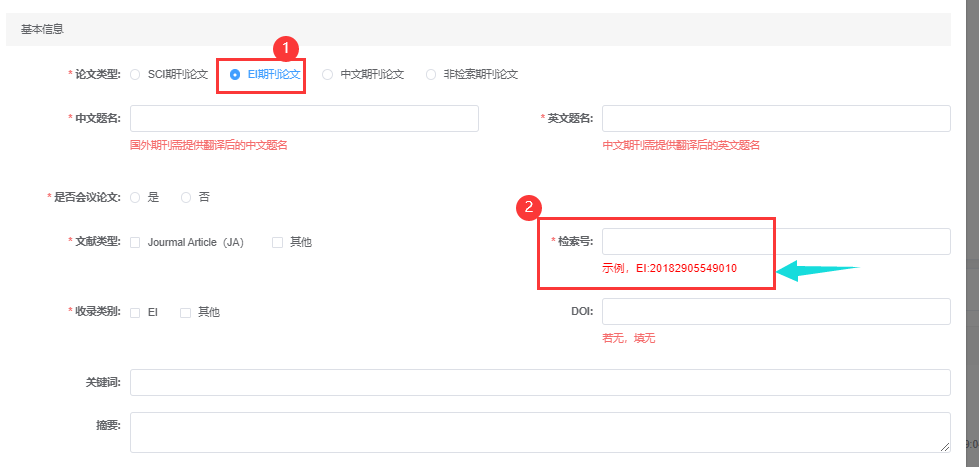 基本信息
1
* 论文类型: SCI期刊论文 EI期刊论文 中文期刊论文 非检索期刊论文
* 中文题名: * 英文题名:
国外期刊需提供翻译后的中文题名 中文期刊需提供翻译后的英文题名
* 是否会议论文: 是 否
2
* 文献类型: Jourmal Article（JA） 其他 * 检索号:
示例，EI:20182905549010
* 收录类别: EI 其他 DOI:
若无，填无
关键词:
摘要:
9:0